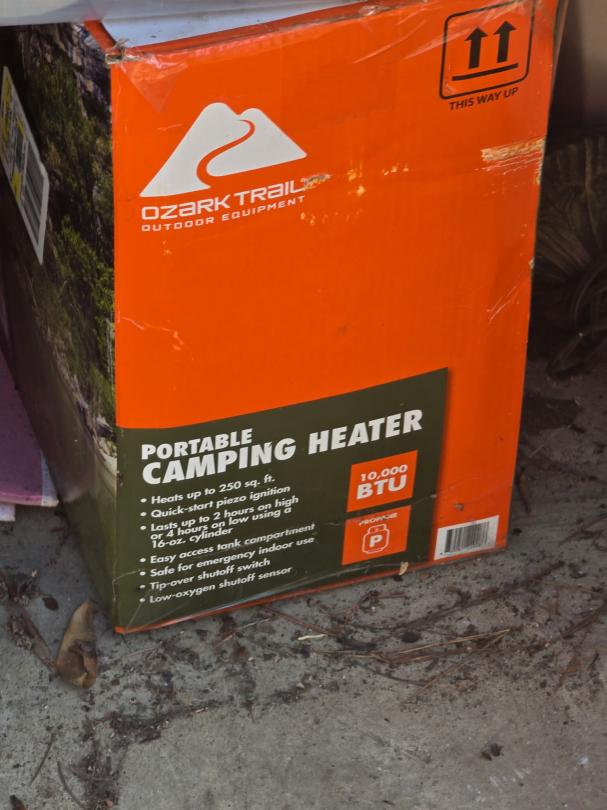 THIS WAY UP
OZARK TRAIL
OUTDOOR EQUIPMENT
PORTABLE
CAMPING HEATER
• Heats up to 250 sq. ft.
• Quick-start piezo ignition
• Lasts up to 2 hours on high
or 4 hours on low using a
16-oz. cylinder
• Easy access tank compartment
• Safe for emergency indoor use
• Tip-over shutoff switch
• Low-oxygen shutoff sensor
10,000
BTU
PROPANE
P